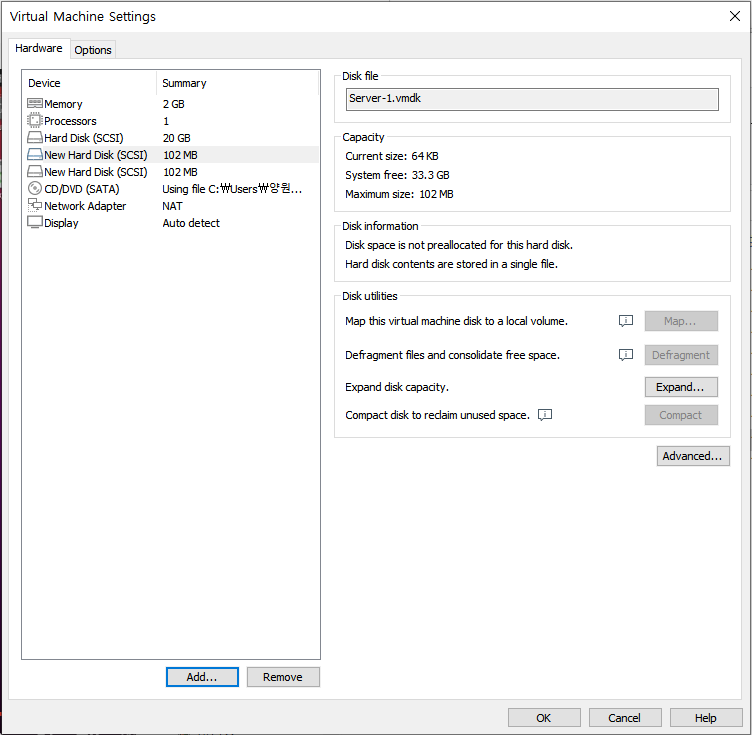 Virtual Machine Settings
Hardware Options
Device Summary
Memory 2 GB
Processors 1
Hard Disk (SCSI) 20 GB
New Hard Disk (SCSI) 102 MB
New Hard Disk (SCSI) 102 MB
CD/DVD (SATA) Using file C:₩Users₩양원...
Network Adapter NAT
Display Auto detect
Add... Remove
Disk file
Server-1.vmdk
Capacity
Current size: 64 KB
System free: 33.3 GB
Maximum size: 102 MB
Disk information
Disk space is not preallocated for this hard disk.
Hard disk contents are stored in a single file.
Disk utilities
Map this virtual machine disk to a local volume. Map...
Defragment files and consolidate free space. Defragment
Expand disk capacity. Expand...
Compact disk to reclaim unused space. Compact
Advanced...
OK Cancel Help